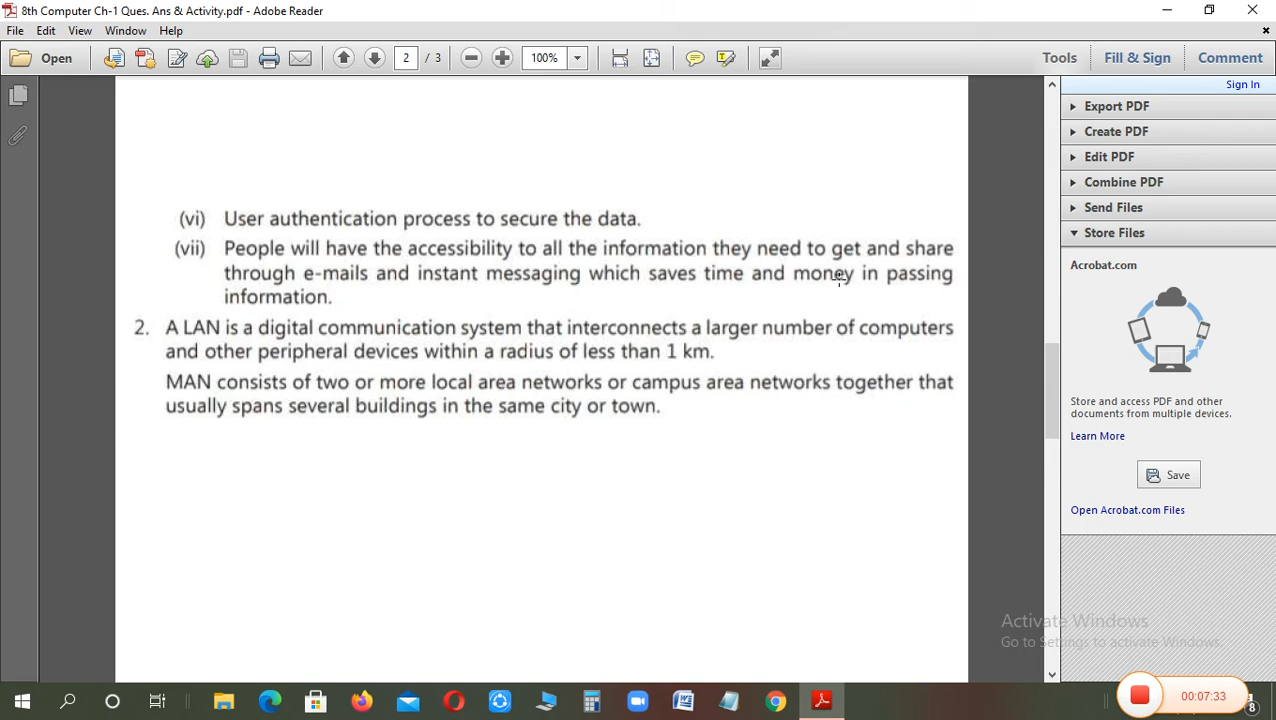 8th Computer Ch-1 Ques. Ans & Activity.pdf - Adobe Reader
File Edit View Window Help
Open 2 / 3 100% Tools Fill & Sign Comment
Sign In
Export PDF
Create PDF
Edit PDF
Combine PDF
Send Files
Store Files
Acrobat.com
Store and access PDF and other
documents from multiple devices.
Learn More
Save
Open Acrobat.com Files
(vi) User authentication process to secure the data.
(vii) People will have the accessibility to all the information they need to get and share
through e-mails and instant messaging which saves time and money in passing
information.
2. A LAN is a digital communication system that interconnects a larger number of computers
and other peripheral devices within a radius of less than 1 km.
MAN consists of two or more local area networks or campus area networks together that
usually spans several buildings in the same city or town.
Activate Windows
Go to Settings to activate Windows.
00:07:33
8